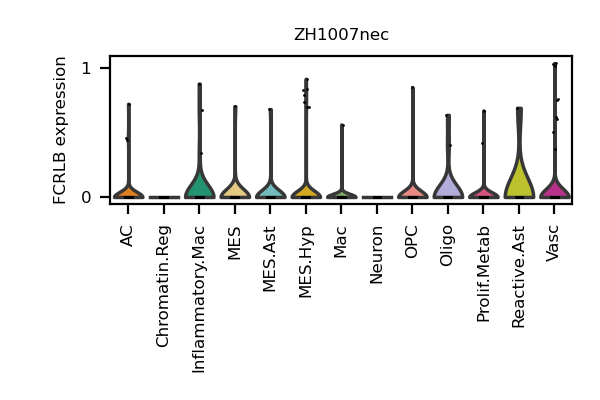 ZH1007nec
FCRLB expression
1
0
AC
Chromatin.Reg
Inflammatory.Mac
MES
MES.Ast
MES.Hyp
Mac
Neuron
OPC
Oligo
Prolif.Metab
Reactive.Ast
Vasc